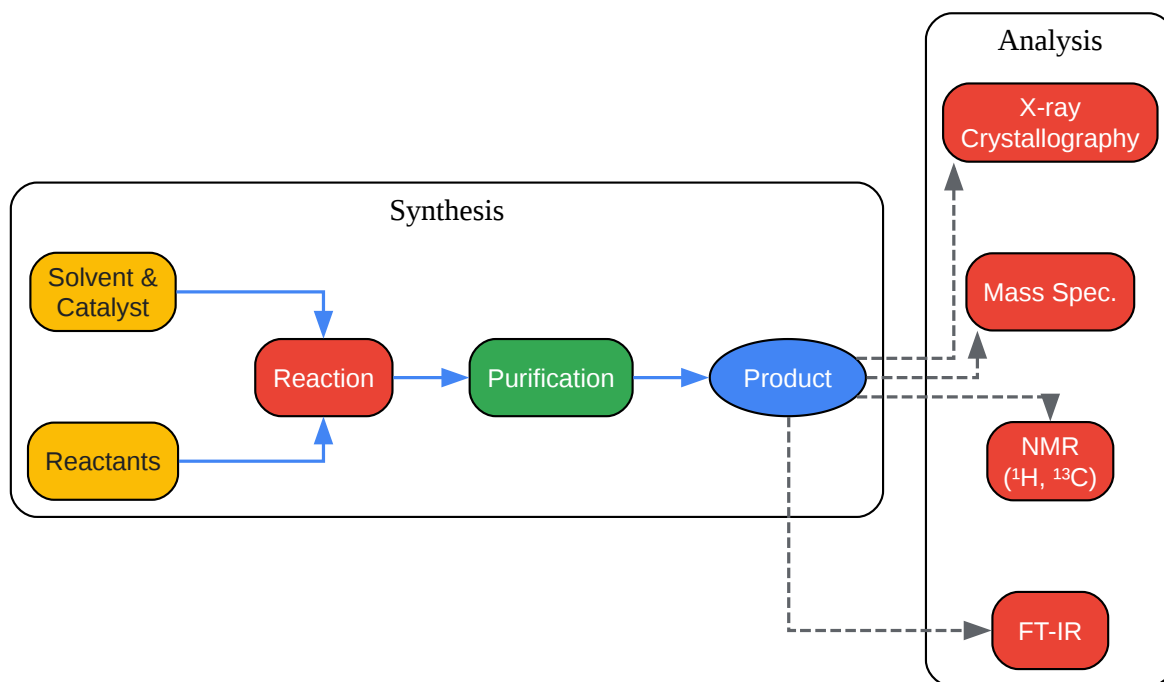 Synthesis
Solvent &
Catalyst
Reactants
Reaction
Purification
Product
Analysis
X-ray
Crystallography
Mass Spec.
NMR
(¹H, ¹³C)
FT-IR